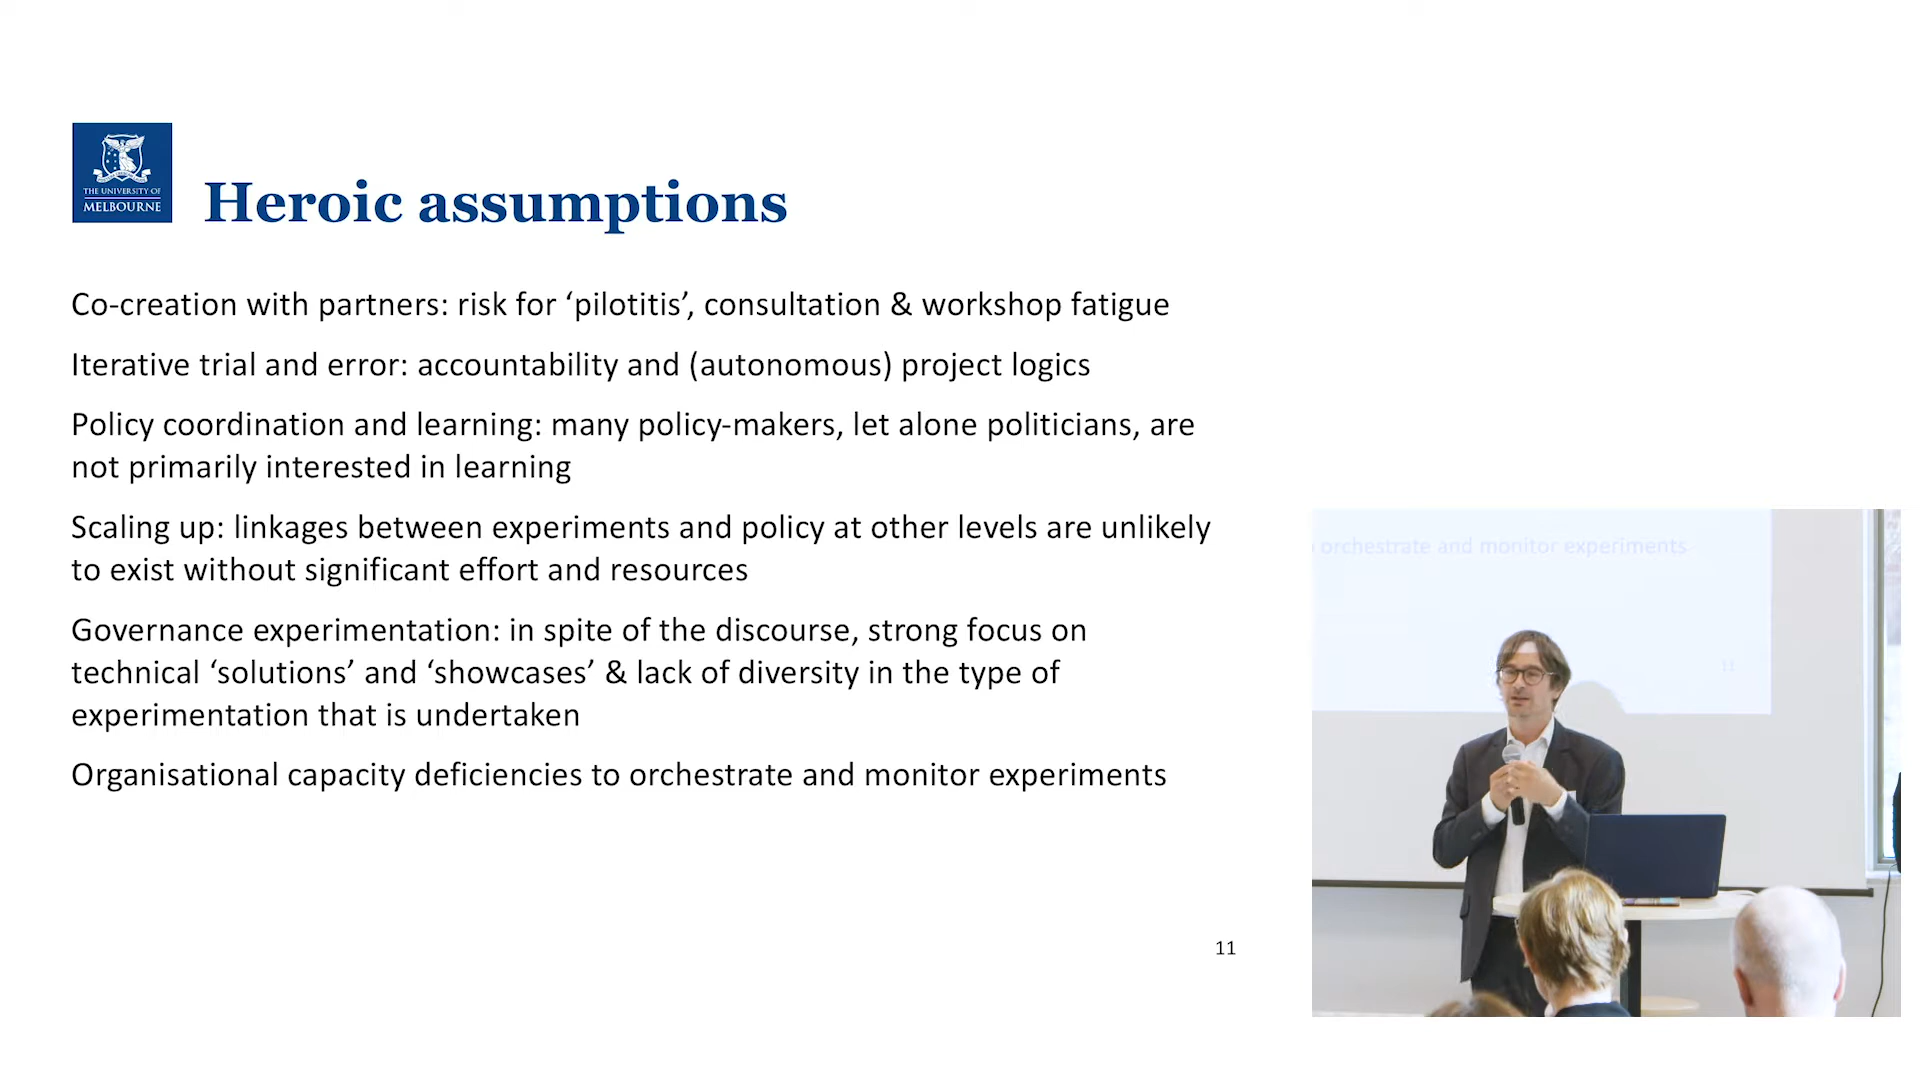 THE UNIVERSITY OF
MELBOURNE
Heroic assumptions
Co-creation with partners: risk for ‘pilotitis’, consultation & workshop fatigue
Iterative trial and error: accountability and (autonomous) project logics
Policy coordination and learning: many policy-makers, let alone politicians, are
not primarily interested in learning
Scaling up: linkages between experiments and policy at other levels are unlikely
to exist without significant effort and resources
Governance experimentation: in spite of the discourse, strong focus on
technical ‘solutions’ and ‘showcases’ & lack of diversity in the type of
experimentation that is undertaken
Organisational capacity deficiencies to orchestrate and monitor experiments
11
orchestrate and monitor experiments
11